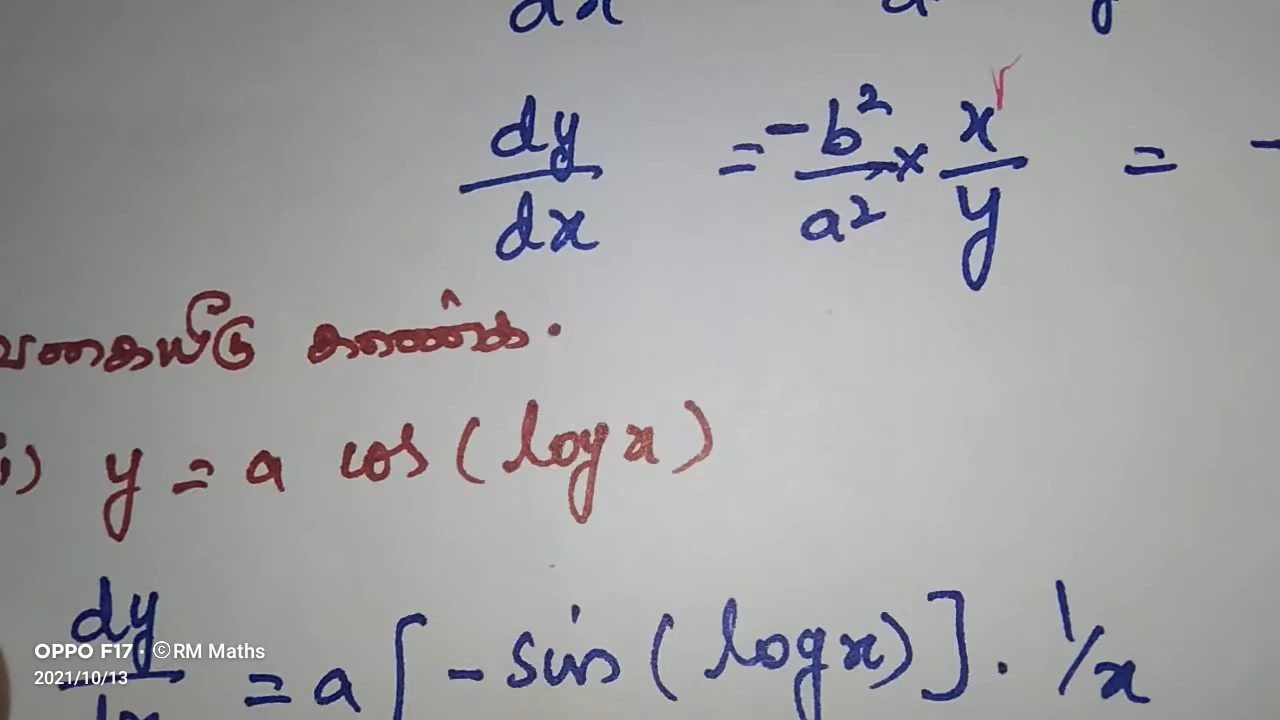 dx
dy/dx = -b²/a² × x/y = -
வகையீடு காண்க.
i) y = a cos (log x)
dy/dx = a [ - sin ( log x) ] . 1/x
OPPO F17 · ©RM Maths
2021/10/13